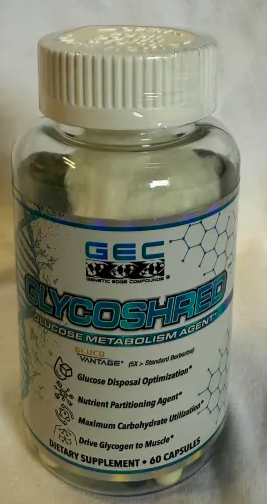 GEC
GENETIC EDGE COMPOUNDS®
GLYCOSHRED
GLUCOSE METABOLISM AGENT*
GLUCO
VANTAGE® (5X > Standard Berberine)
Glucose Disposal Optimization*
Nutrient Partitioning Agent*
Maximum Carbohydrate Utilization*
Drive Glycogen to Muscle*
DIETARY SUPPLEMENT • 60 CAPSULES